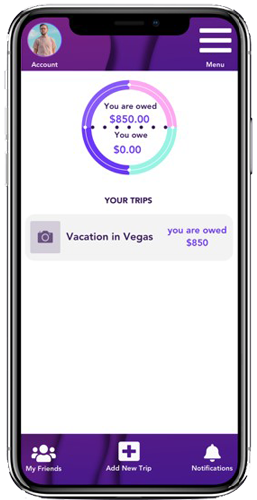 Account
Menu
You are owed
$850.00
You owe
$0.00
YOUR TRIPS
Vacation in Vegas
you are owed
$850
My Friends
Add New Trip
Notifications